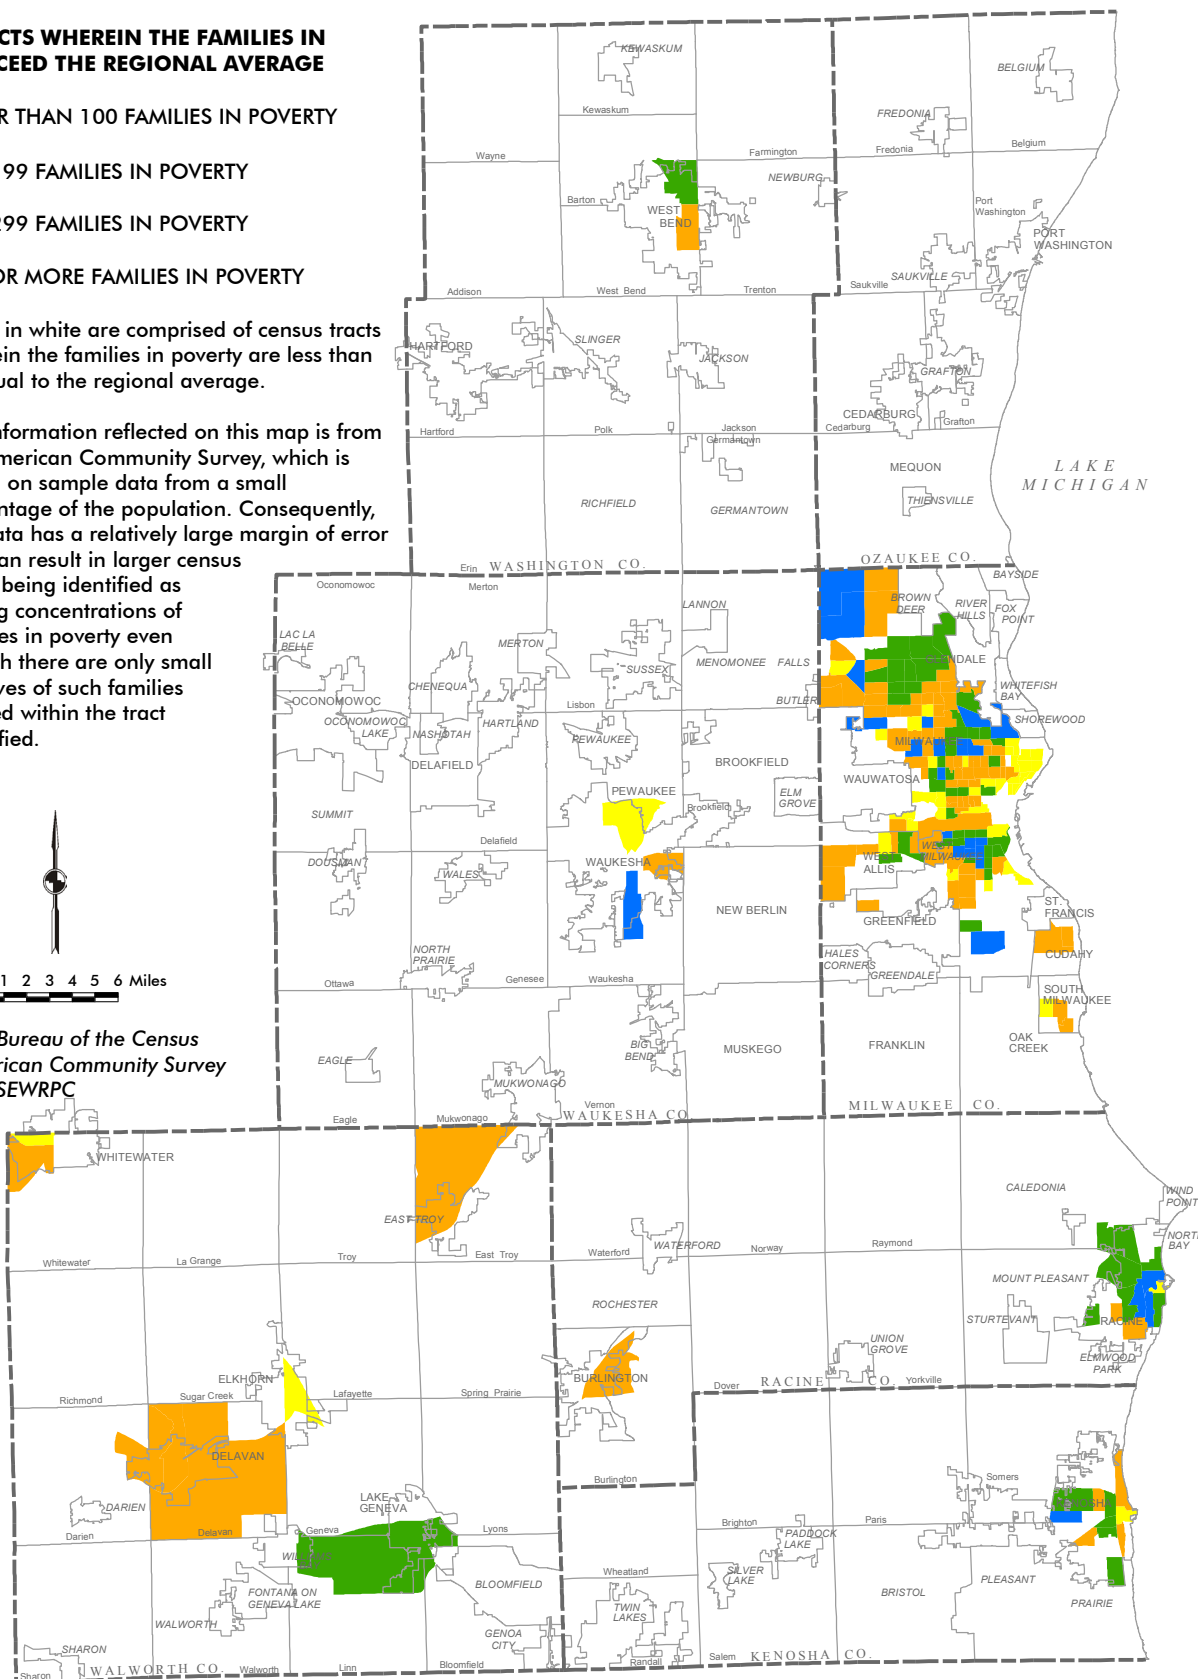 CTS WHEREIN THE FAMILIES IN
CEED THE REGIONAL AVERAGE
R THAN 100 FAMILIES IN POVERTY
99 FAMILIES IN POVERTY
299 FAMILIES IN POVERTY
OR MORE FAMILIES IN POVERTY
in white are comprised of census tracts
ein the families in poverty are less than
ual to the regional average.
nformation reflected on this map is from
merican Community Survey, which is
on sample data from a small
ntage of the population. Consequently,
ata has a relatively large margin of error
an result in larger census
being identified as
g concentrations of
es in poverty even
h there are only small
ves of such families
ed within the tract
fied.
1 2 3 4 5 6 Miles
Bureau of the Census
rican Community Survey
SEWRPC
KEWASKUM
BELGIUM
Kewaskum
FREDONIA
Wayne
Farmington
Fredonia
Belgium
NEWBURG
Barton
WEST
BEND
Port
Washington
PORT
WASHINGTON
SAUKVILLE
Addison
West Bend
Trenton
Saukville
HARTFORD
SLINGER
JACKSON
GRAFTON
CEDARBURG
Hartford
Polk
Jackson
Germantown
Cedarburg
Grafton
MEQUON
LAKE
MICHIGAN
THIENSVILLE
RICHFIELD
GERMANTOWN
Erin
WASHINGTON CO.
OZAUKEE CO.
Oconomowoc
Merton
BAYSIDE
LANNON
BROWN
DEER
RIVER
HILLS
FOX
POINT
LAC LA
BELLE
MERTON
SUSSEX
MENOMONEE FALLS
GLENDALE
CHENEQUA
OCONOMOWOC
BUTLER
WHITEFISH
BAY
OCONOMOWOC
LAKE
NASHOTAH
HARTLAND
Lisbon
SHOREWOOD
PEWAUKEE
MILWAUKEE
DELAFIELD
BROOKFIELD
WAUWATOSA
PEWAUKEE
ELM
GROVE
Brookfield
SUMMIT
Delafield
DOUSMAN
WALES
WAUKESHA
WEST
ALLIS
WEST
MILWAUKEE
NEW BERLIN
ST.
FRANCIS
GREENFIELD
NORTH
PRAIRIE
HALES
CORNERS
GREENDALE
CUDAHY
Ottawa
Genesee
Waukesha
SOUTH
MILWAUKEE
EAGLE
BIG
BEND
MUSKEGO
FRANKLIN
OAK
CREEK
MUKWONAGO
Vernon
Eagle
Mukwonago
WAUKESHA CO
MILWAUKEE CO.
WHITEWATER
CALEDONIA
WIND
POINT
EAST TROY
WATERFORD
NORT
BAY
Whitewater
La Grange
Troy
East Troy
Waterford
Norway
Raymond
MOUNT PLEASANT
ROCHESTER
STURTEVANT
RACINE
UNION
GROVE
ELMWOOD
PARK
ELKHORN
BURLINGTON
Richmond
Sugar Creek
Lafayette
Spring Prairie
Dover
RACINE CO.
Yorkville
DELAVAN
Burlington
Somers
LAKE
GENEVA
KENOSHA
DARIEN
Darien
Delavan
Geneva
Lyons
Brighton
Paris
PADDOCK
LAKE
WILLIAMS
BAY
BLOOMFIELD
Wheatland
SILVER
LAKE
FONTANA ON
GENEVA LAKE
BRISTOL
PLEASANT
PRAIRIE
TWIN
LAKES
WALWORTH
GENOA
CITY
SHARON
Sharon
WALWORTH CO.
Walworth
Linn
Bloomfield
Randall
Salem
KENOSHA CO.